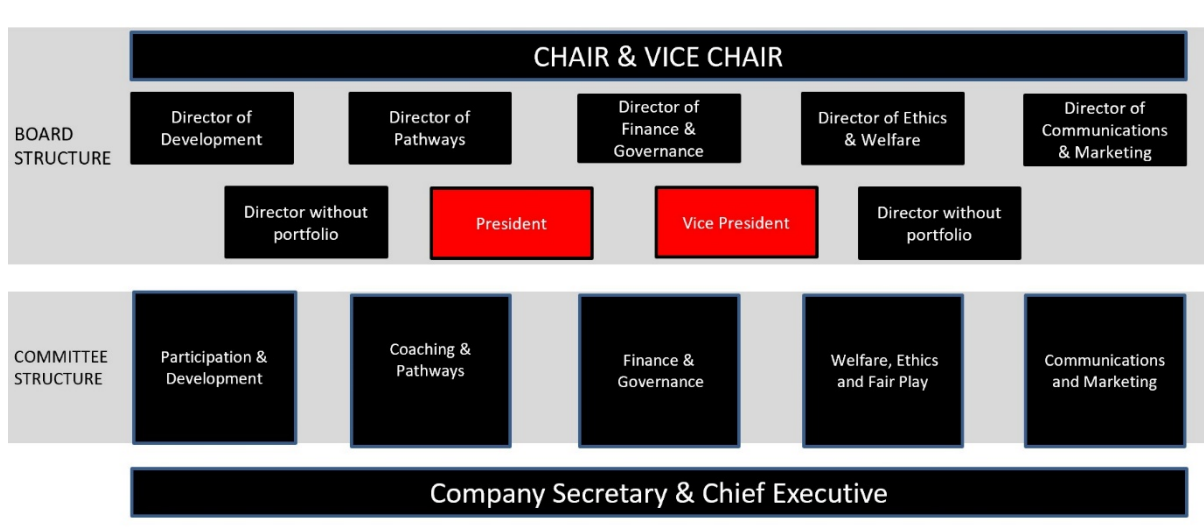 CHAIR & VICE CHAIR
BOARD
STRUCTURE
Director of
Development
Director of
Pathways
Director of
Finance &
Governance
Director of Ethics
& Welfare
Director of
Communications
& Marketing
Director without
portfolio
President
Vice President
Director without
portfolio
COMMITTEE
STRUCTURE
Participation &
Development
Coaching &
Pathways
Finance &
Governance
Welfare, Ethics
and Fair Play
Communications
and Marketing
Company Secretary & Chief Executive